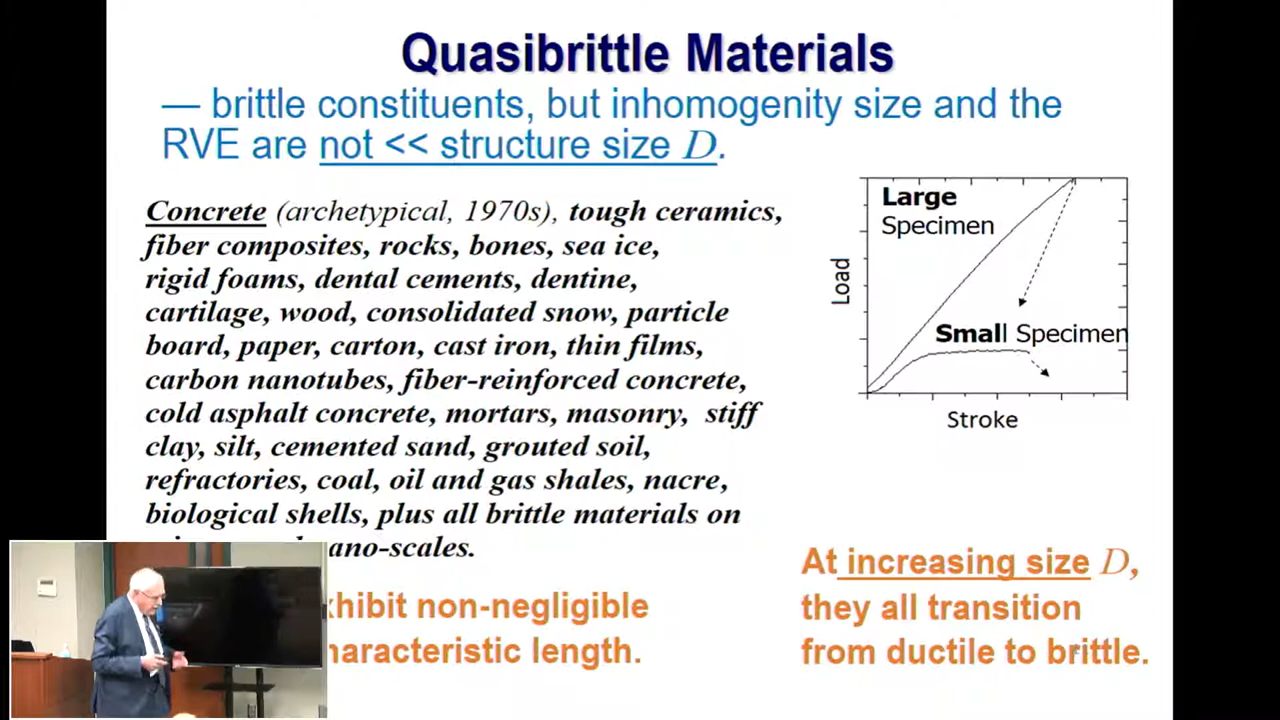 Quasibrittle Materials
— brittle constituents, but inhomogenity size and the
RVE are not << structure size D.
Concrete (archetypical, 1970s), tough ceramics,
fiber composites, rocks, bones, sea ice,
rigid foams, dental cements, dentine,
cartilage, wood, consolidated snow, particle
board, paper, carton, cast iron, thin films,
carbon nanotubes, fiber-reinforced concrete,
cold asphalt concrete, mortars, masonry, stiff
clay, silt, cemented sand, grouted soil,
refractories, coal, oil and gas shales, nacre,
biological shells, plus all brittle materials on
ano-scales.
xhibit non-negligible
haracteristic length.
Large
Specimen
Load
Small Specimen
Stroke
At increasing size D,
they all transition
from ductile to brittle.